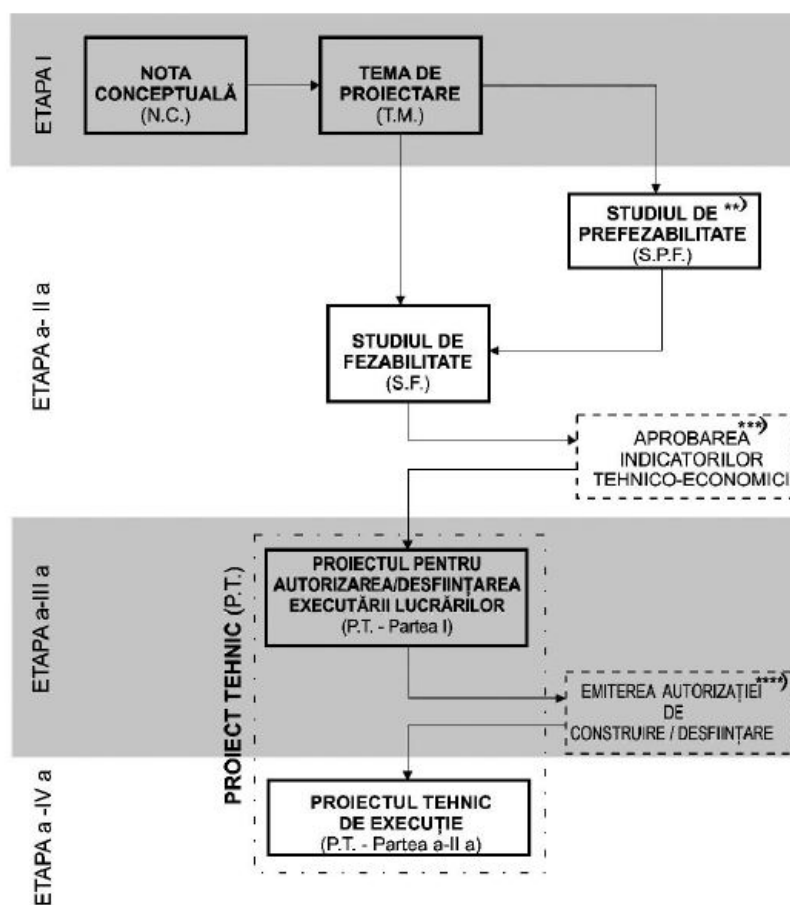 ETAPA I
NOTA
CONCEPTUALĂ
(N.C.)
TEMA DE
PROIECTARE
(T.M.)
ETAPA a- II a
STUDIUL DE **)
PREFEZABILITATE
(S.P.F.)
STUDIUL DE
FEZABILITATE
(S.F.)
APROBAREA ***)
INDICATORILOR
TEHNICO-ECONOMICI
ETAPA a-III a
PROIECT TEHNIC (P.T.)
PROIECTUL PENTRU
AUTORIZAREA/DESFIINȚAREA
EXECUTĂRII LUCRĂRILOR
(P.T. - Partea I)
EMITEREA AUTORIZAȚIEI ****)
DE
CONSTRUIRE / DESFIINȚARE
ETAPA a -IV a
PROIECTUL TEHNIC
DE EXECUȚIE
(P.T. - Partea a-II a)